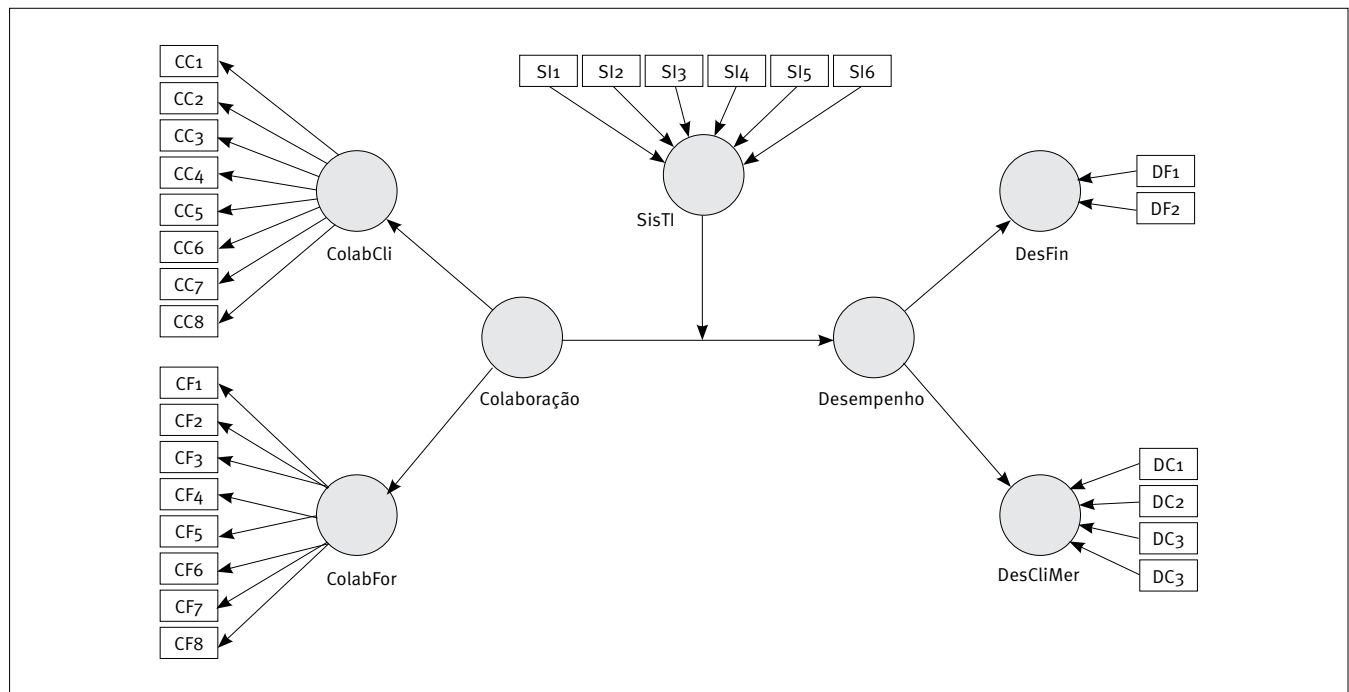 CC1
CC2
CC3
CC4
CC5
CC6
CC7
CC8
ColabCli
SI1 SI2 SI3 SI4 SI5 SI6
SisTI
DF1
DF2
DesFin
Colaboração
Desempenho
CF1
CF2
CF3
CF4
CF5
CF6
CF7
CF8
ColabFor
DC1
DC2
DC3
DC3
DesCliMer